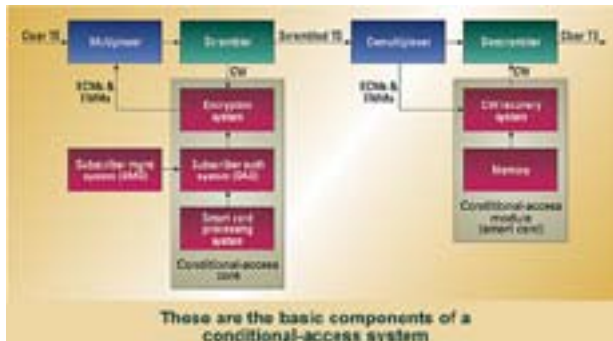 Clear TS
Multiplexer
Scrambler
Scrambled TS
Demultiplexer
Descrambler
Clear TS
ECMs &
EMMs
CW
Encryption
system
Subscriber mgmt
system (SMS)
Subscriber auth
system (SAS)
Smart card
processing
system
Conditional-access
core
ECMs &
EMMs
CW
CW recovery
system
Memory
Conditional-access
module
(smart card)
These are the basic components of a
conditional-access system